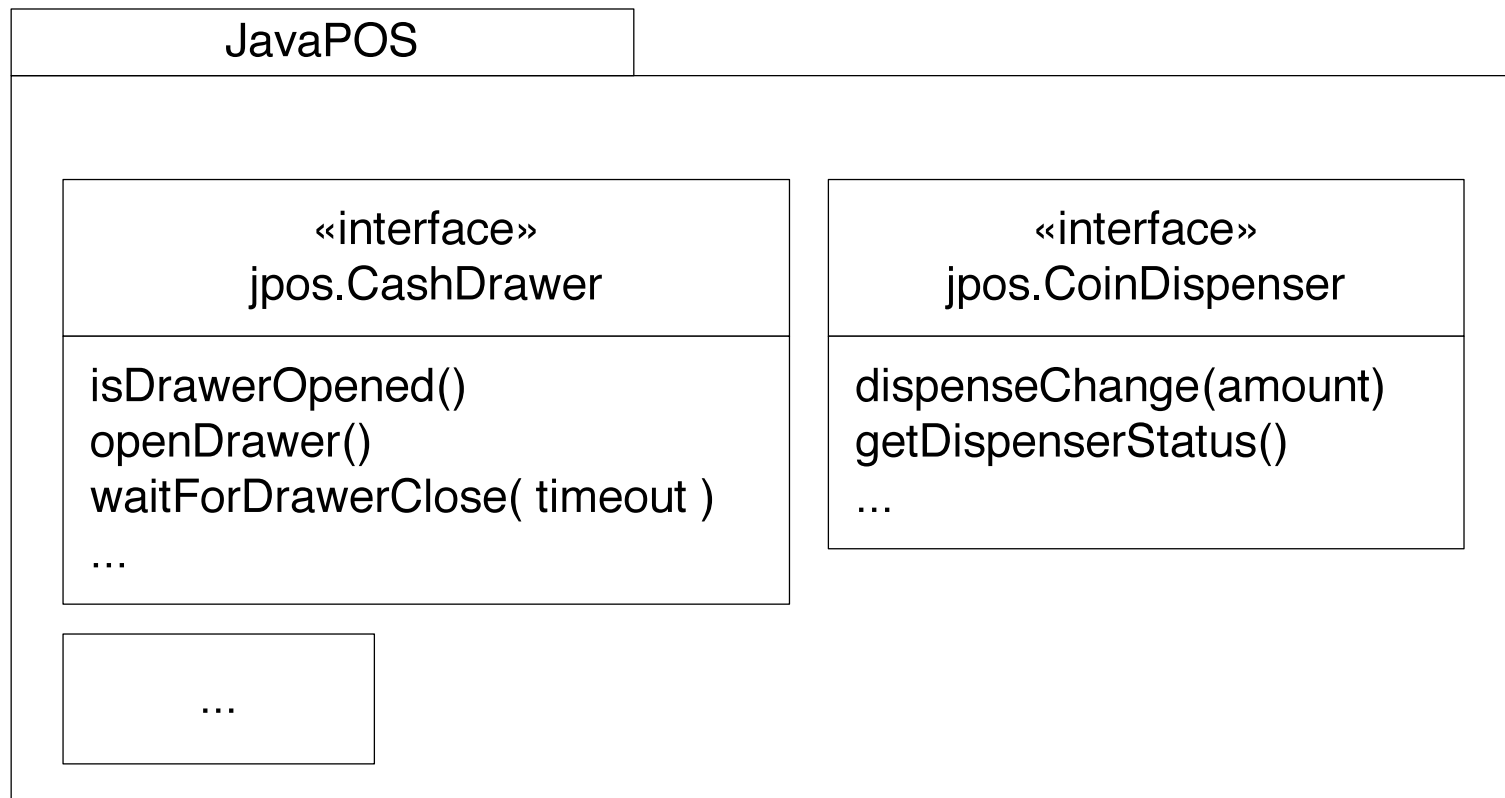 JavaPOS
«interface»
jpos.CashDrawer
isDrawerOpened()
openDrawer()
waitForDrawerClose( timeout )
...
«interface»
jpos.CoinDispenser
dispenseChange(amount)
getDispenserStatus()
...
...